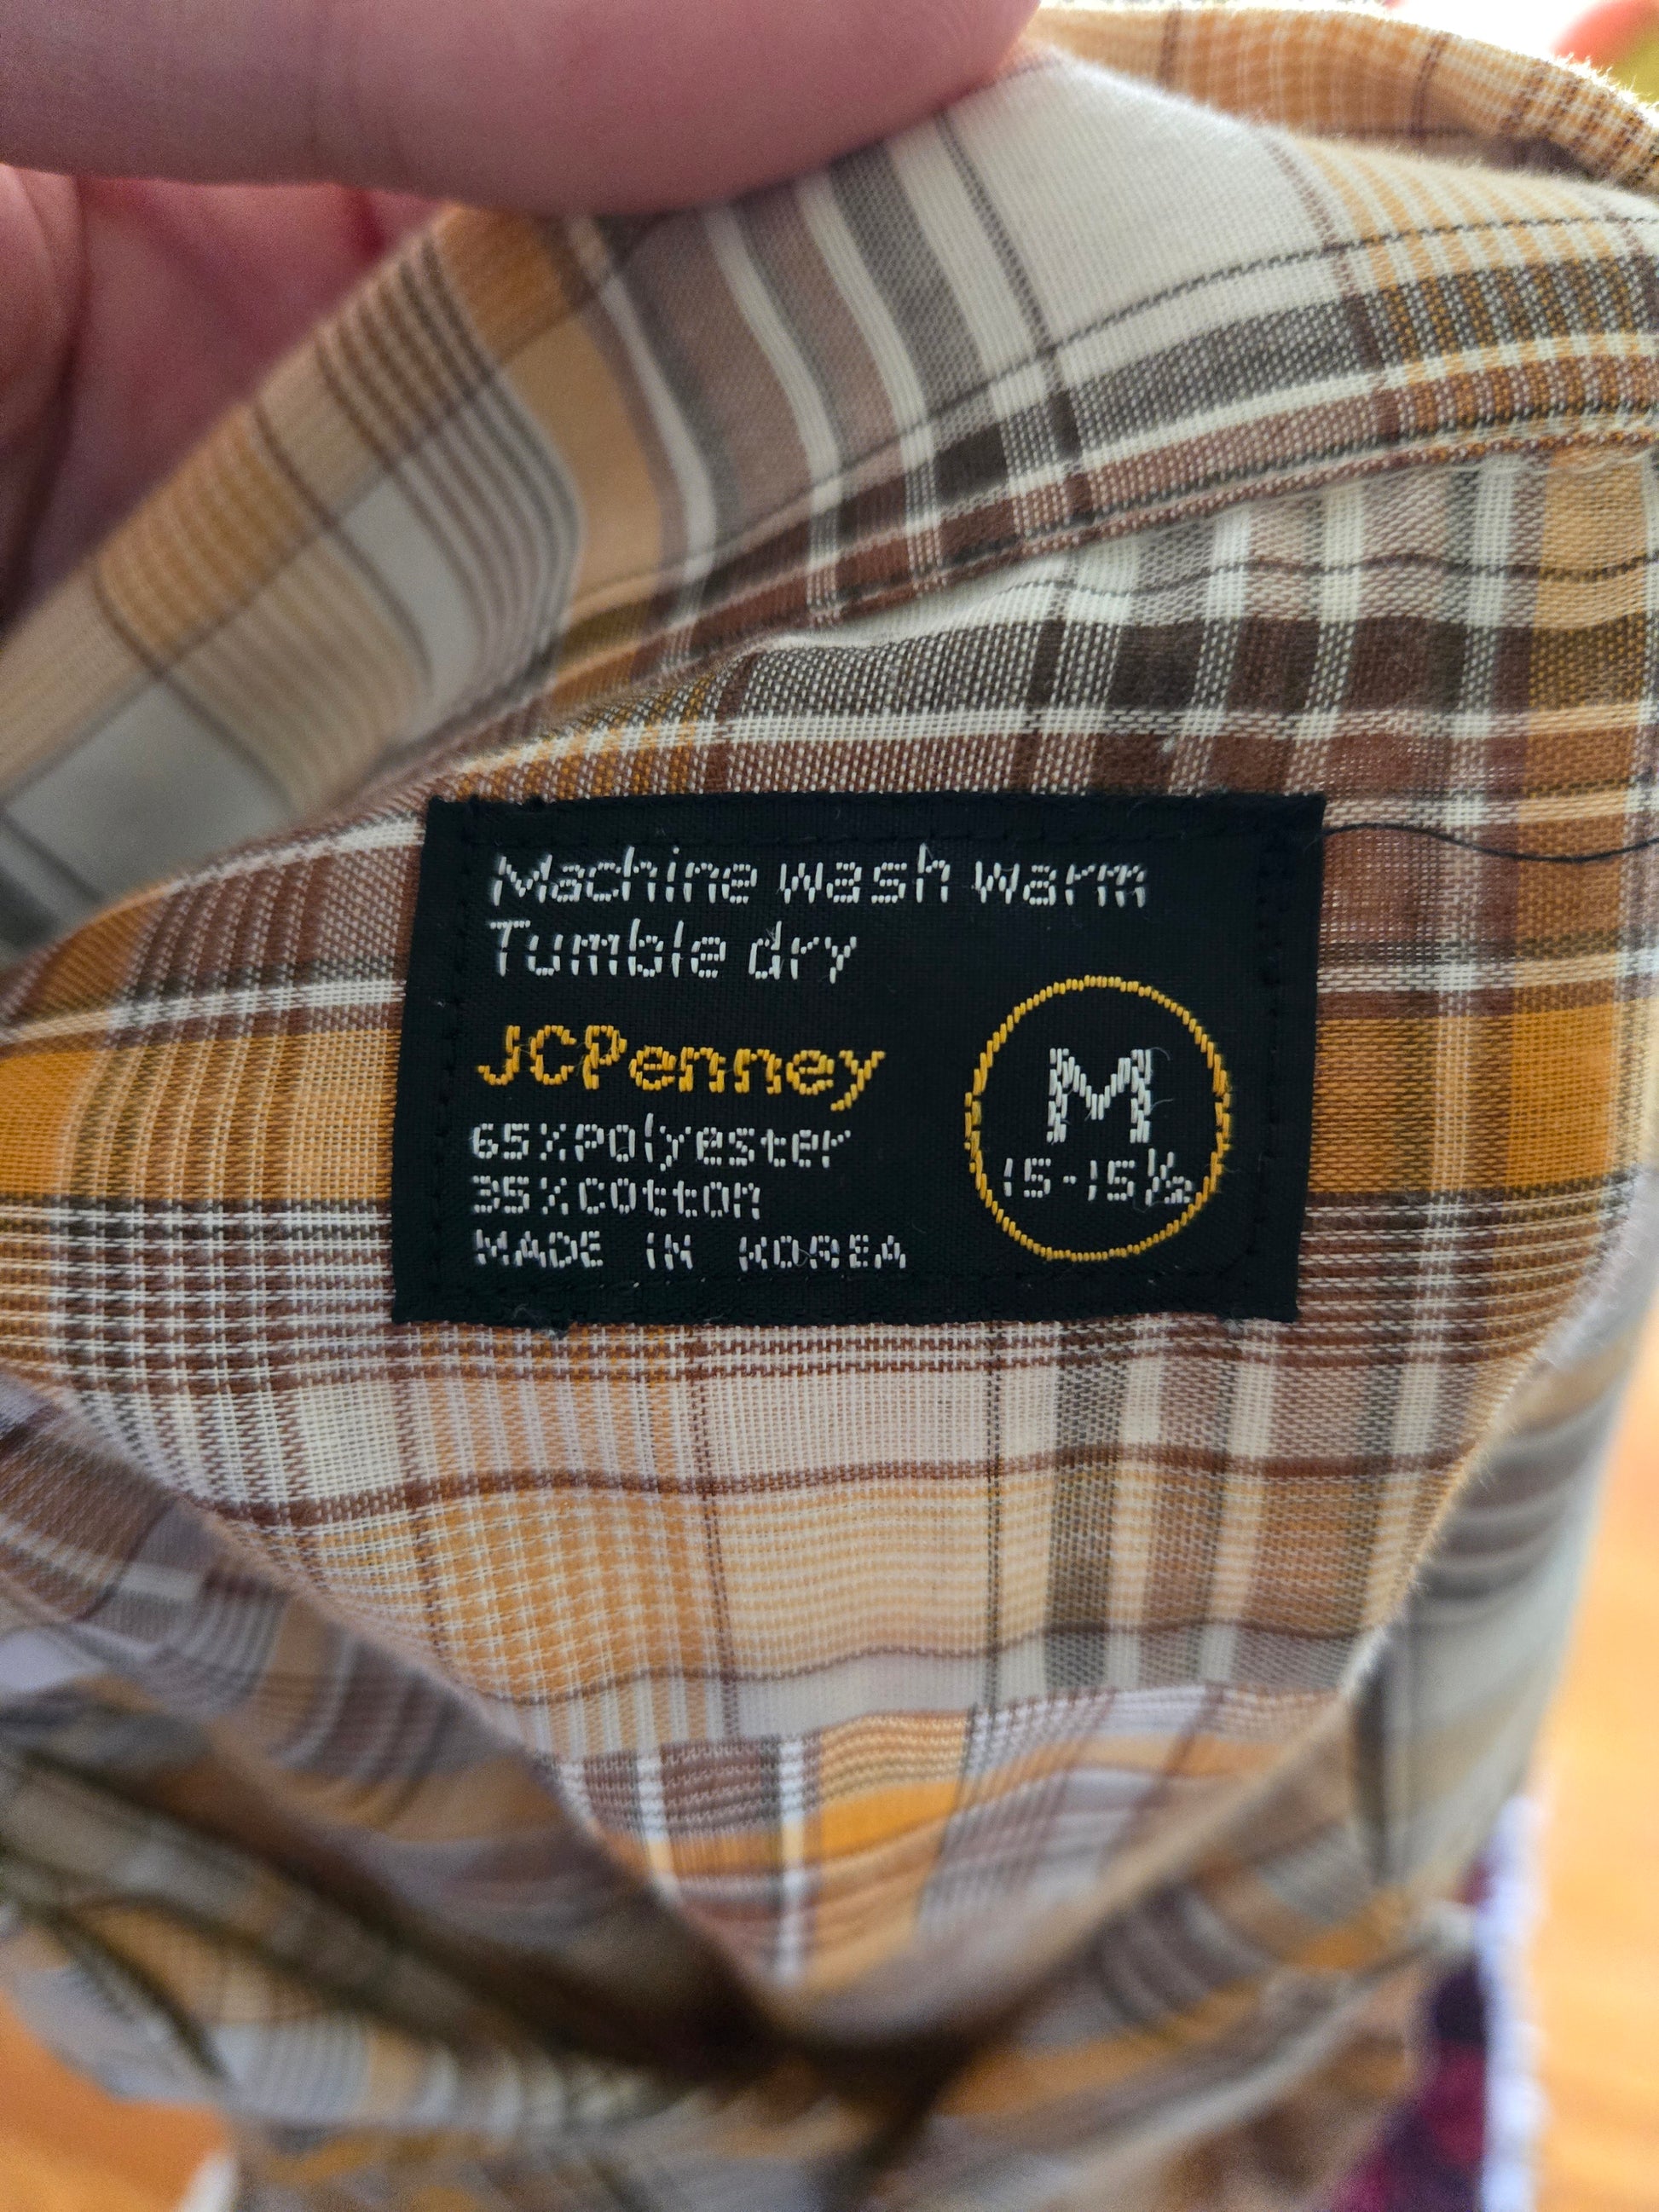 Machine wash warm
Tumble dry
JCPenney
65%Polyester
35%cotton
MADE IN KOREA
M
15-15½